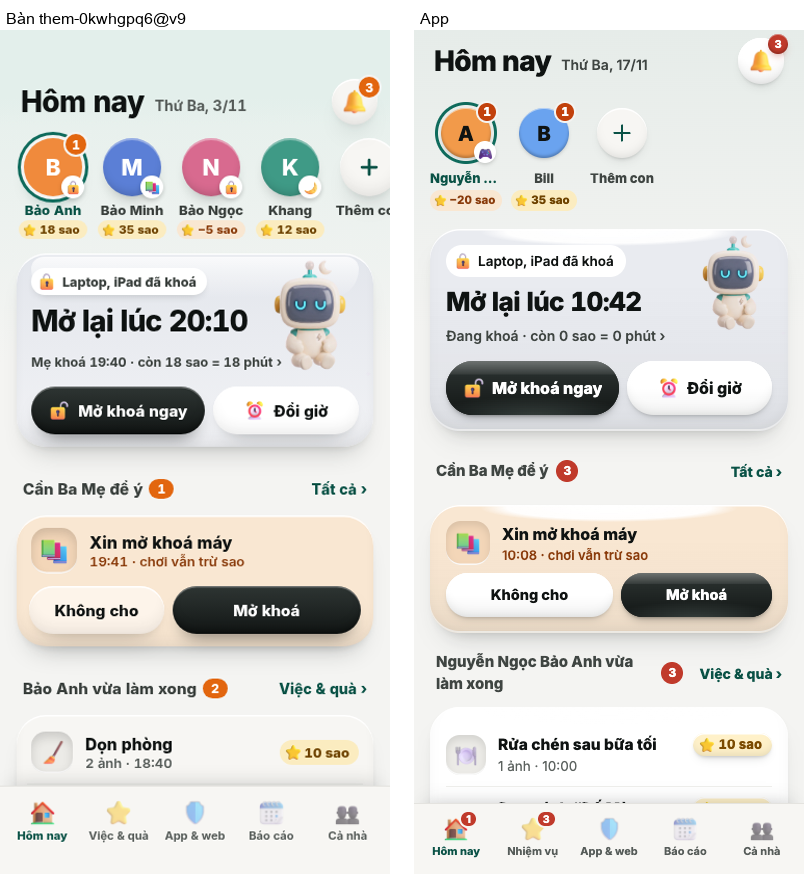 Bản them-0kwhgpq6@v9
Hôm nay Thứ Ba, 3/11
3
B 1
M
N
K
+
Bảo Anh
Bảo Minh
Bảo Ngọc
Khang
Thêm co
18 sao
35 sao
−5 sao
12 sao
Laptop, iPad đã khoá
Mở lại lúc 20:10
Mẹ khoá 19:40 · còn 18 sao = 18 phút ›
Mở khoá ngay
Đổi giờ
Cần Ba Mẹ để ý 1
Tất cả ›
Xin mở khoá máy
19:41 · chơi vẫn trừ sao
Không cho
Mở khoá
Bảo Anh vừa làm xong 2
Việc & quà ›
Dọn phòng
2 ảnh · 18:40
10 sao
Hôm nay
Việc & quà
App & web
Báo cáo
Cả nhà
App
Hôm nay Thứ Ba, 17/11
3
A 1
B 1
+
Nguyễn ...
Bill
Thêm con
−20 sao
35 sao
Laptop, iPad đã khoá
Mở lại lúc 10:42
Đang khoá · còn 0 sao = 0 phút ›
Mở khoá ngay
Đổi giờ
Cần Ba Mẹ để ý 3
Tất cả ›
Xin mở khoá máy
10:08 · chơi vẫn trừ sao
Không cho
Mở khoá
Nguyễn Ngọc Bảo Anh vừa
làm xong
3
Việc & quà ›
Rửa chén sau bữa tối
1 ảnh · 10:00
10 sao
1
3
Hôm nay
Nhiệm vụ
App & web
Báo cáo
Cả nhà